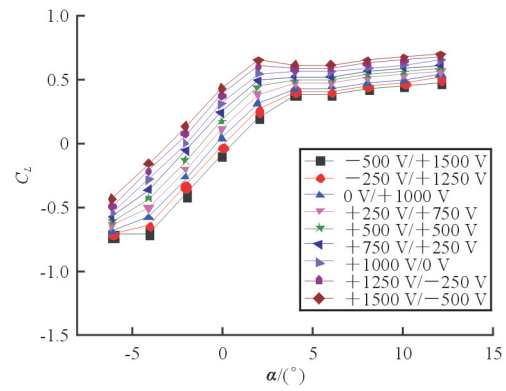 1.0
0.5
0
-0.5
-1.0
-1.5
C_L
-5
0
5
10
15
α/(°)
−500 V/+1500 V
−250 V/+1250 V
0 V/+1000 V
+250 V/+750 V
+500 V/+500 V
+750 V/+250 V
+1000 V/0 V
+1250 V/−250 V
+1500 V/−500 V